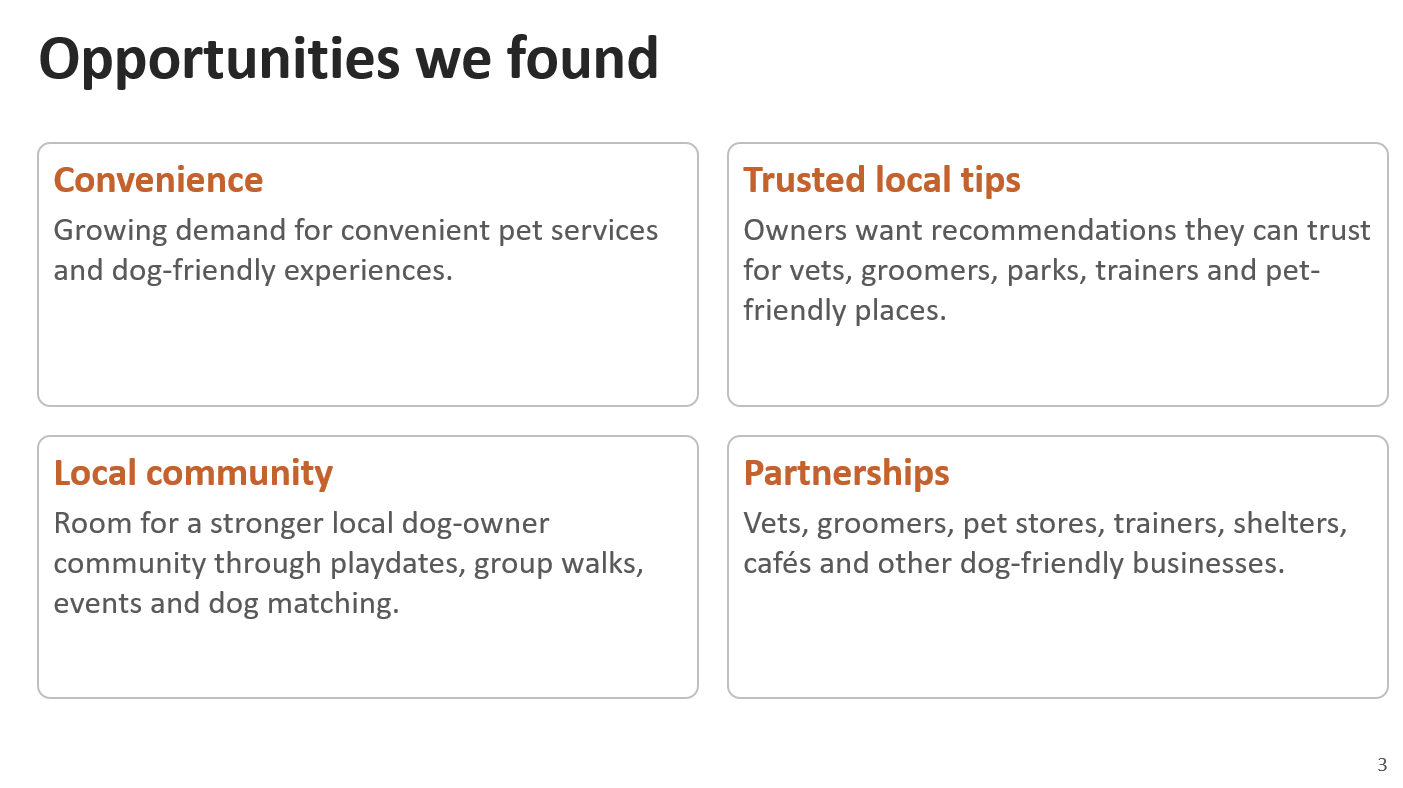 Opportunities we found
Convenience
Growing demand for convenient pet services
and dog-friendly experiences.
Trusted local tips
Owners want recommendations they can trust
for vets, groomers, parks, trainers and pet-
friendly places.
Local community
Room for a stronger local dog-owner
community through playdates, group walks,
events and dog matching.
Partnerships
Vets, groomers, pet stores, trainers, shelters,
cafés and other dog-friendly businesses.
3